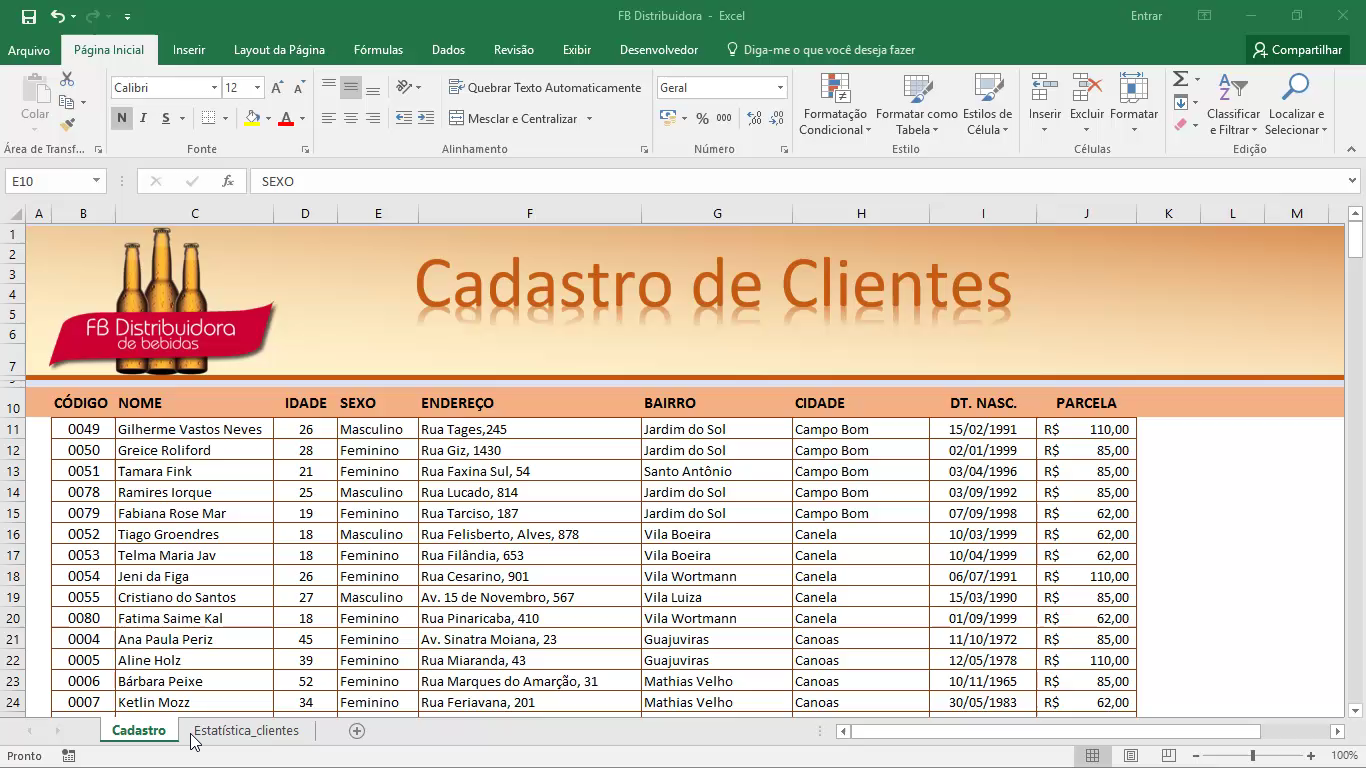 FB Distribuidora - Excel
Entrar
Arquivo Página Inicial Inserir Layout da Página Fórmulas Dados Revisão Exibir Desenvolvedor Diga-me o que você deseja fazer Compartilhar
Colar
Calibri 12
Quebrar Texto Automaticamente
Geral
N I S A
Mesclar e Centralizar
% 000
Formatação Condicional
Formatar como Tabela
Estilos de Célula
Inserir Excluir Formatar
Classificar e Filtrar
Localizar e Selecionar
Área de Transf... Fonte Alinhamento Número Estilo Células Edição
E10 fx SEXO
A B C D E F G H I J K L M
1
2
3
4
5
6
7
FB Distribuidora
de bebidas
Cadastro de Clientes
10 CÓDIGO NOME IDADE SEXO ENDEREÇO BAIRRO CIDADE DT. NASC. PARCELA
11 0049 Gilherme Vastos Neves 26 Masculino Rua Tages,245 Jardim do Sol Campo Bom 15/02/1991 R$ 110,00
12 0050 Greice Roliford 28 Feminino Rua Giz, 1430 Jardim do Sol Campo Bom 02/01/1999 R$ 85,00
13 0051 Tamara Fink 21 Feminino Rua Faxina Sul, 54 Santo Antônio Campo Bom 03/04/1996 R$ 85,00
14 0078 Ramires Iorque 25 Masculino Rua Lucado, 814 Jardim do Sol Campo Bom 03/09/1992 R$ 85,00
15 0079 Fabiana Rose Mar 19 Feminino Rua Tarciso, 187 Jardim do Sol Campo Bom 07/09/1998 R$ 62,00
16 0052 Tiago Groendres 18 Masculino Rua Felisberto, Alves, 878 Vila Boeira Canela 10/03/1999 R$ 62,00
17 0053 Telma Maria Jav 18 Feminino Rua Filândia, 653 Vila Boeira Canela 10/04/1999 R$ 62,00
18 0054 Jeni da Figa 26 Feminino Rua Cesarino, 901 Vila Wortmann Canela 06/07/1991 R$ 110,00
19 0055 Cristiano do Santos 27 Masculino Av. 15 de Novembro, 567 Vila Luiza Canela 15/03/1990 R$ 85,00
20 0080 Fatima Saime Kal 18 Feminino Rua Pinaricaba, 410 Vila Wortmann Canela 01/09/1999 R$ 62,00
21 0004 Ana Paula Periz 45 Feminino Av. Sinatra Moiana, 23 Guajuviras Canoas 11/10/1972 R$ 85,00
22 0005 Aline Holz 39 Feminino Rua Miaranda, 43 Guajuviras Canoas 12/05/1978 R$ 110,00
23 0006 Bárbara Peixe 52 Feminino Rua Marques do Amarção, 31 Mathias Velho Canoas 10/11/1965 R$ 85,00
24 0007 Ketlin Mozz 34 Feminino Rua Feriavana, 201 Mathias Velho Canoas 30/05/1983 R$ 62,00
Cadastro Estatística_clientes
Pronto 100%